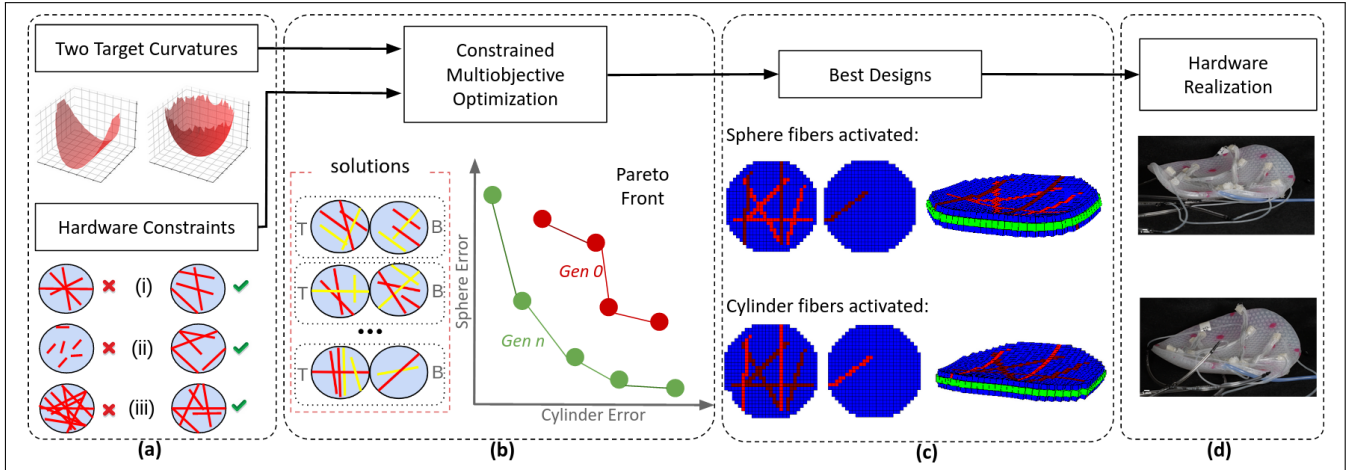 Two Target Curvatures
Hardware Constraints
(i)
(ii)
(iii)
(a)
Constrained
Multiobjective
Optimization
solutions
T
B
T
B
•••
T
B
Sphere Error
Cylinder Error
Pareto
Front
Gen 0
Gen n
(b)
Best Designs
Sphere fibers activated:
Cylinder fibers activated:
(c)
Hardware
Realization
(d)